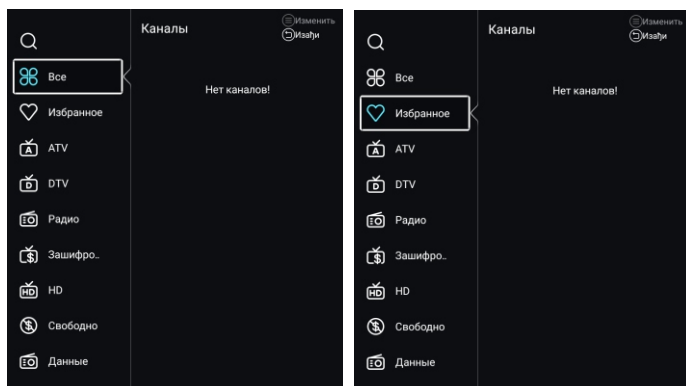 Каналы
Изменить
Изађи
Все
Нет каналов!
Избранное
ATV
DTV
Радио
Зашифро..
HD
Свободно
Данные
Каналы
Изменить
Изађи
Все
Нет каналов!
Избранное
ATV
DTV
Радио
Зашифро..
HD
Свободно
Данные